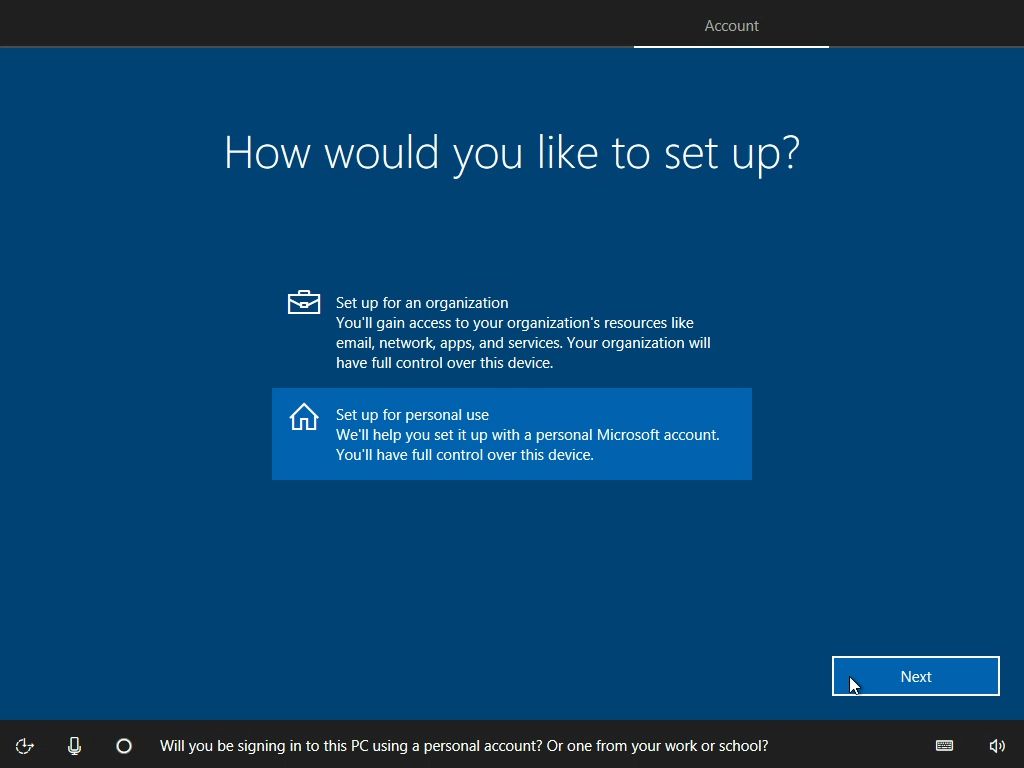 Account
How would you like to set up?
Set up for an organization
You'll gain access to your organization's resources like
email, network, apps, and services. Your organization will
have full control over this device.
Set up for personal use
We'll help you set it up with a personal Microsoft account.
You'll have full control over this device.
Next
Will you be signing in to this PC using a personal account? Or one from your work or school?